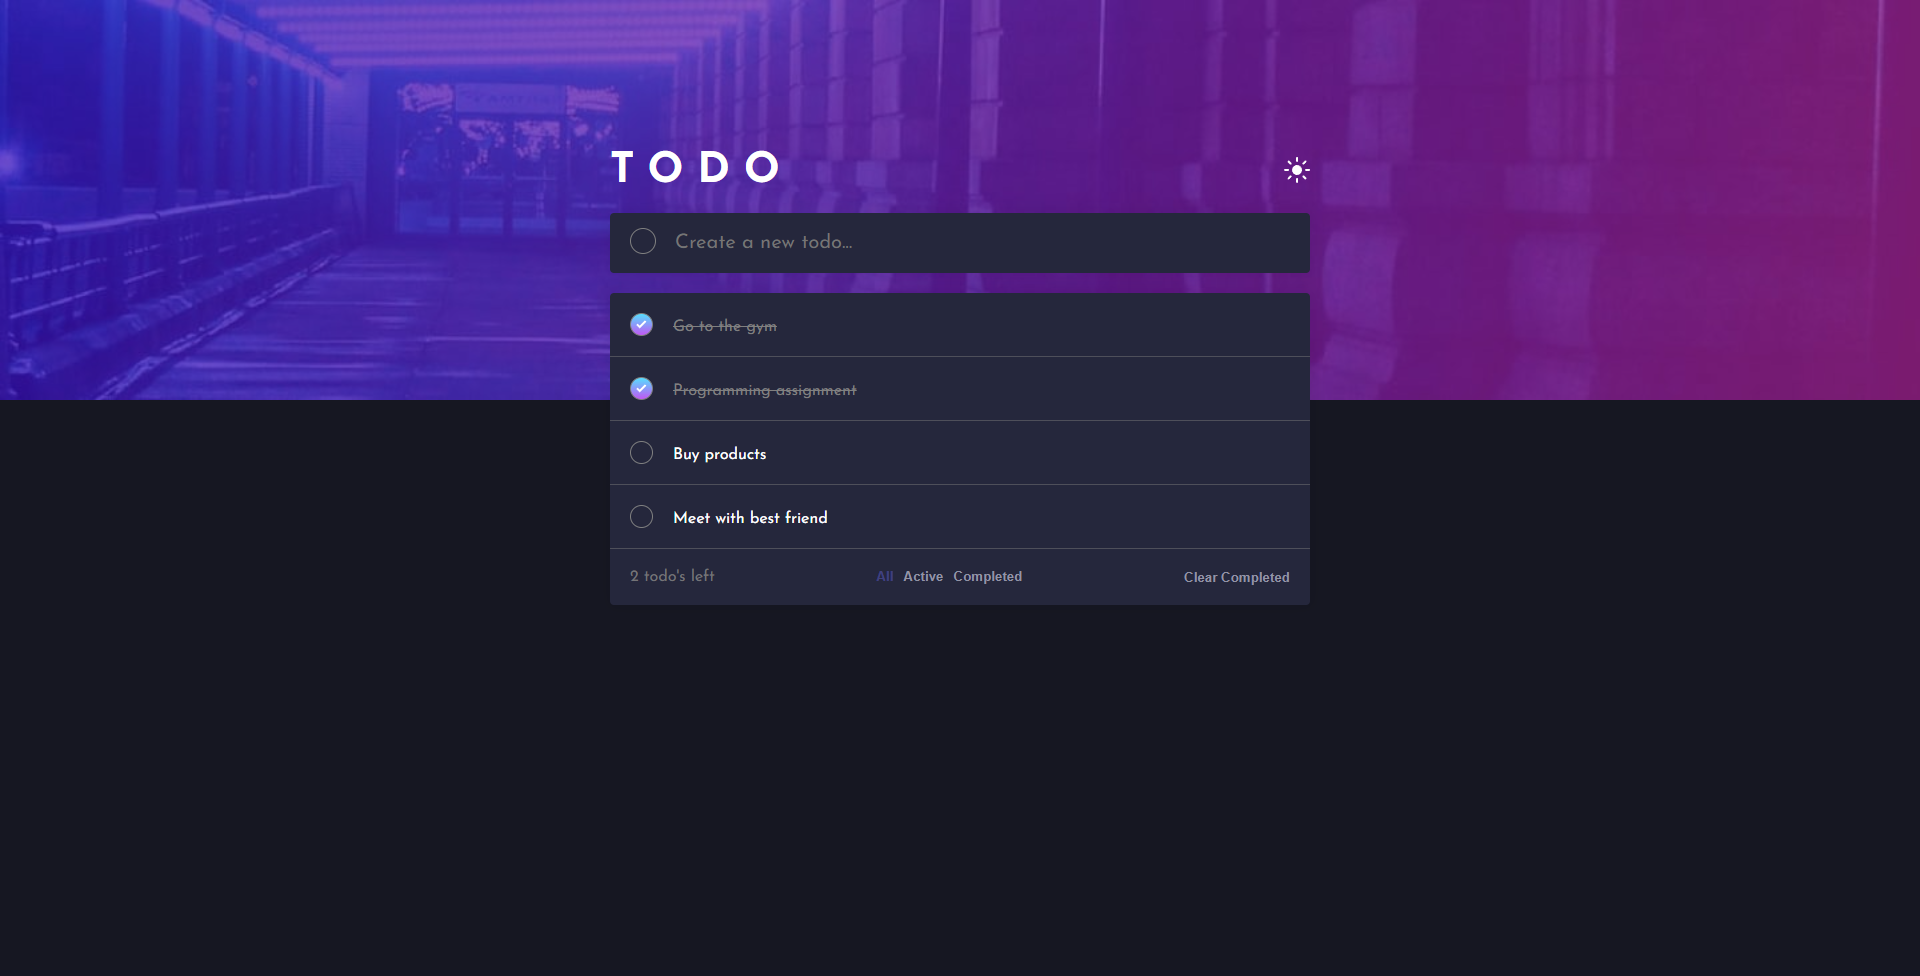 TODO
Create a new todo...
Go to the gym
Programming assignment
Buy products
Meet with best friend
2 todo's left
All Active Completed
Clear Completed